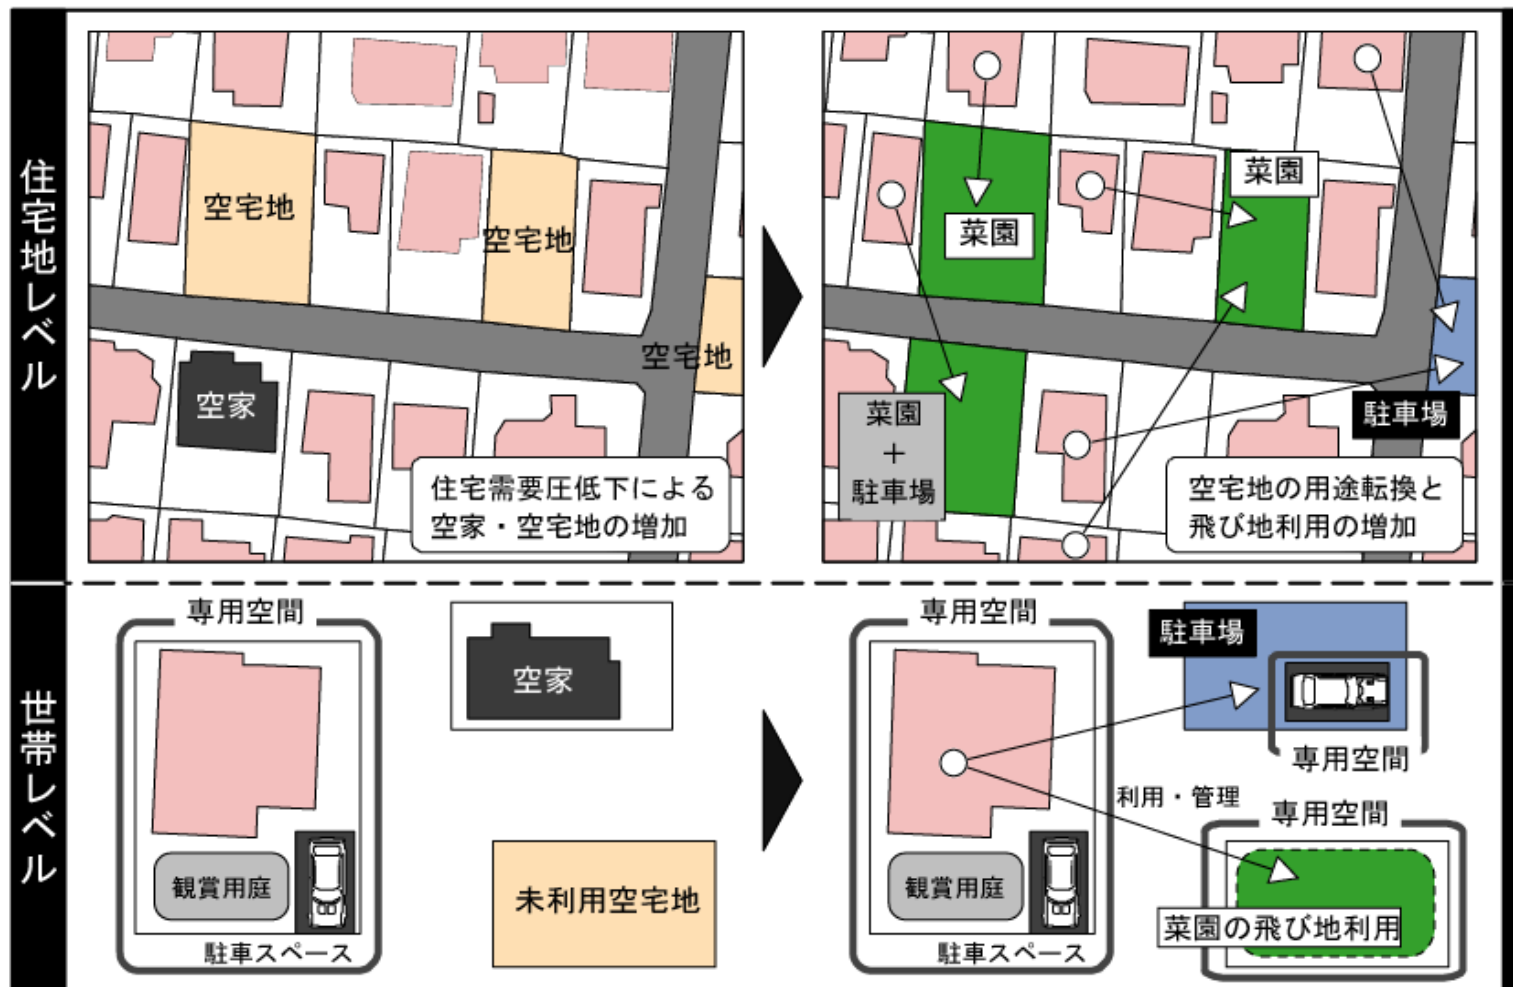 住宅地レベル
空宅地
空宅地
空宅地
空家
住宅需要圧低下による
空家・空宅地の増加
菜園
菜園
菜園
＋
駐車場
駐車場
空宅地の用途転換と
飛び地利用の増加
世帯レベル
専用空間
観賞用庭
駐車スペース
空家
未利用空宅地
専用空間
観賞用庭
駐車スペース
駐車場
専用空間
利用・管理
専用空間
菜園の飛び地利用